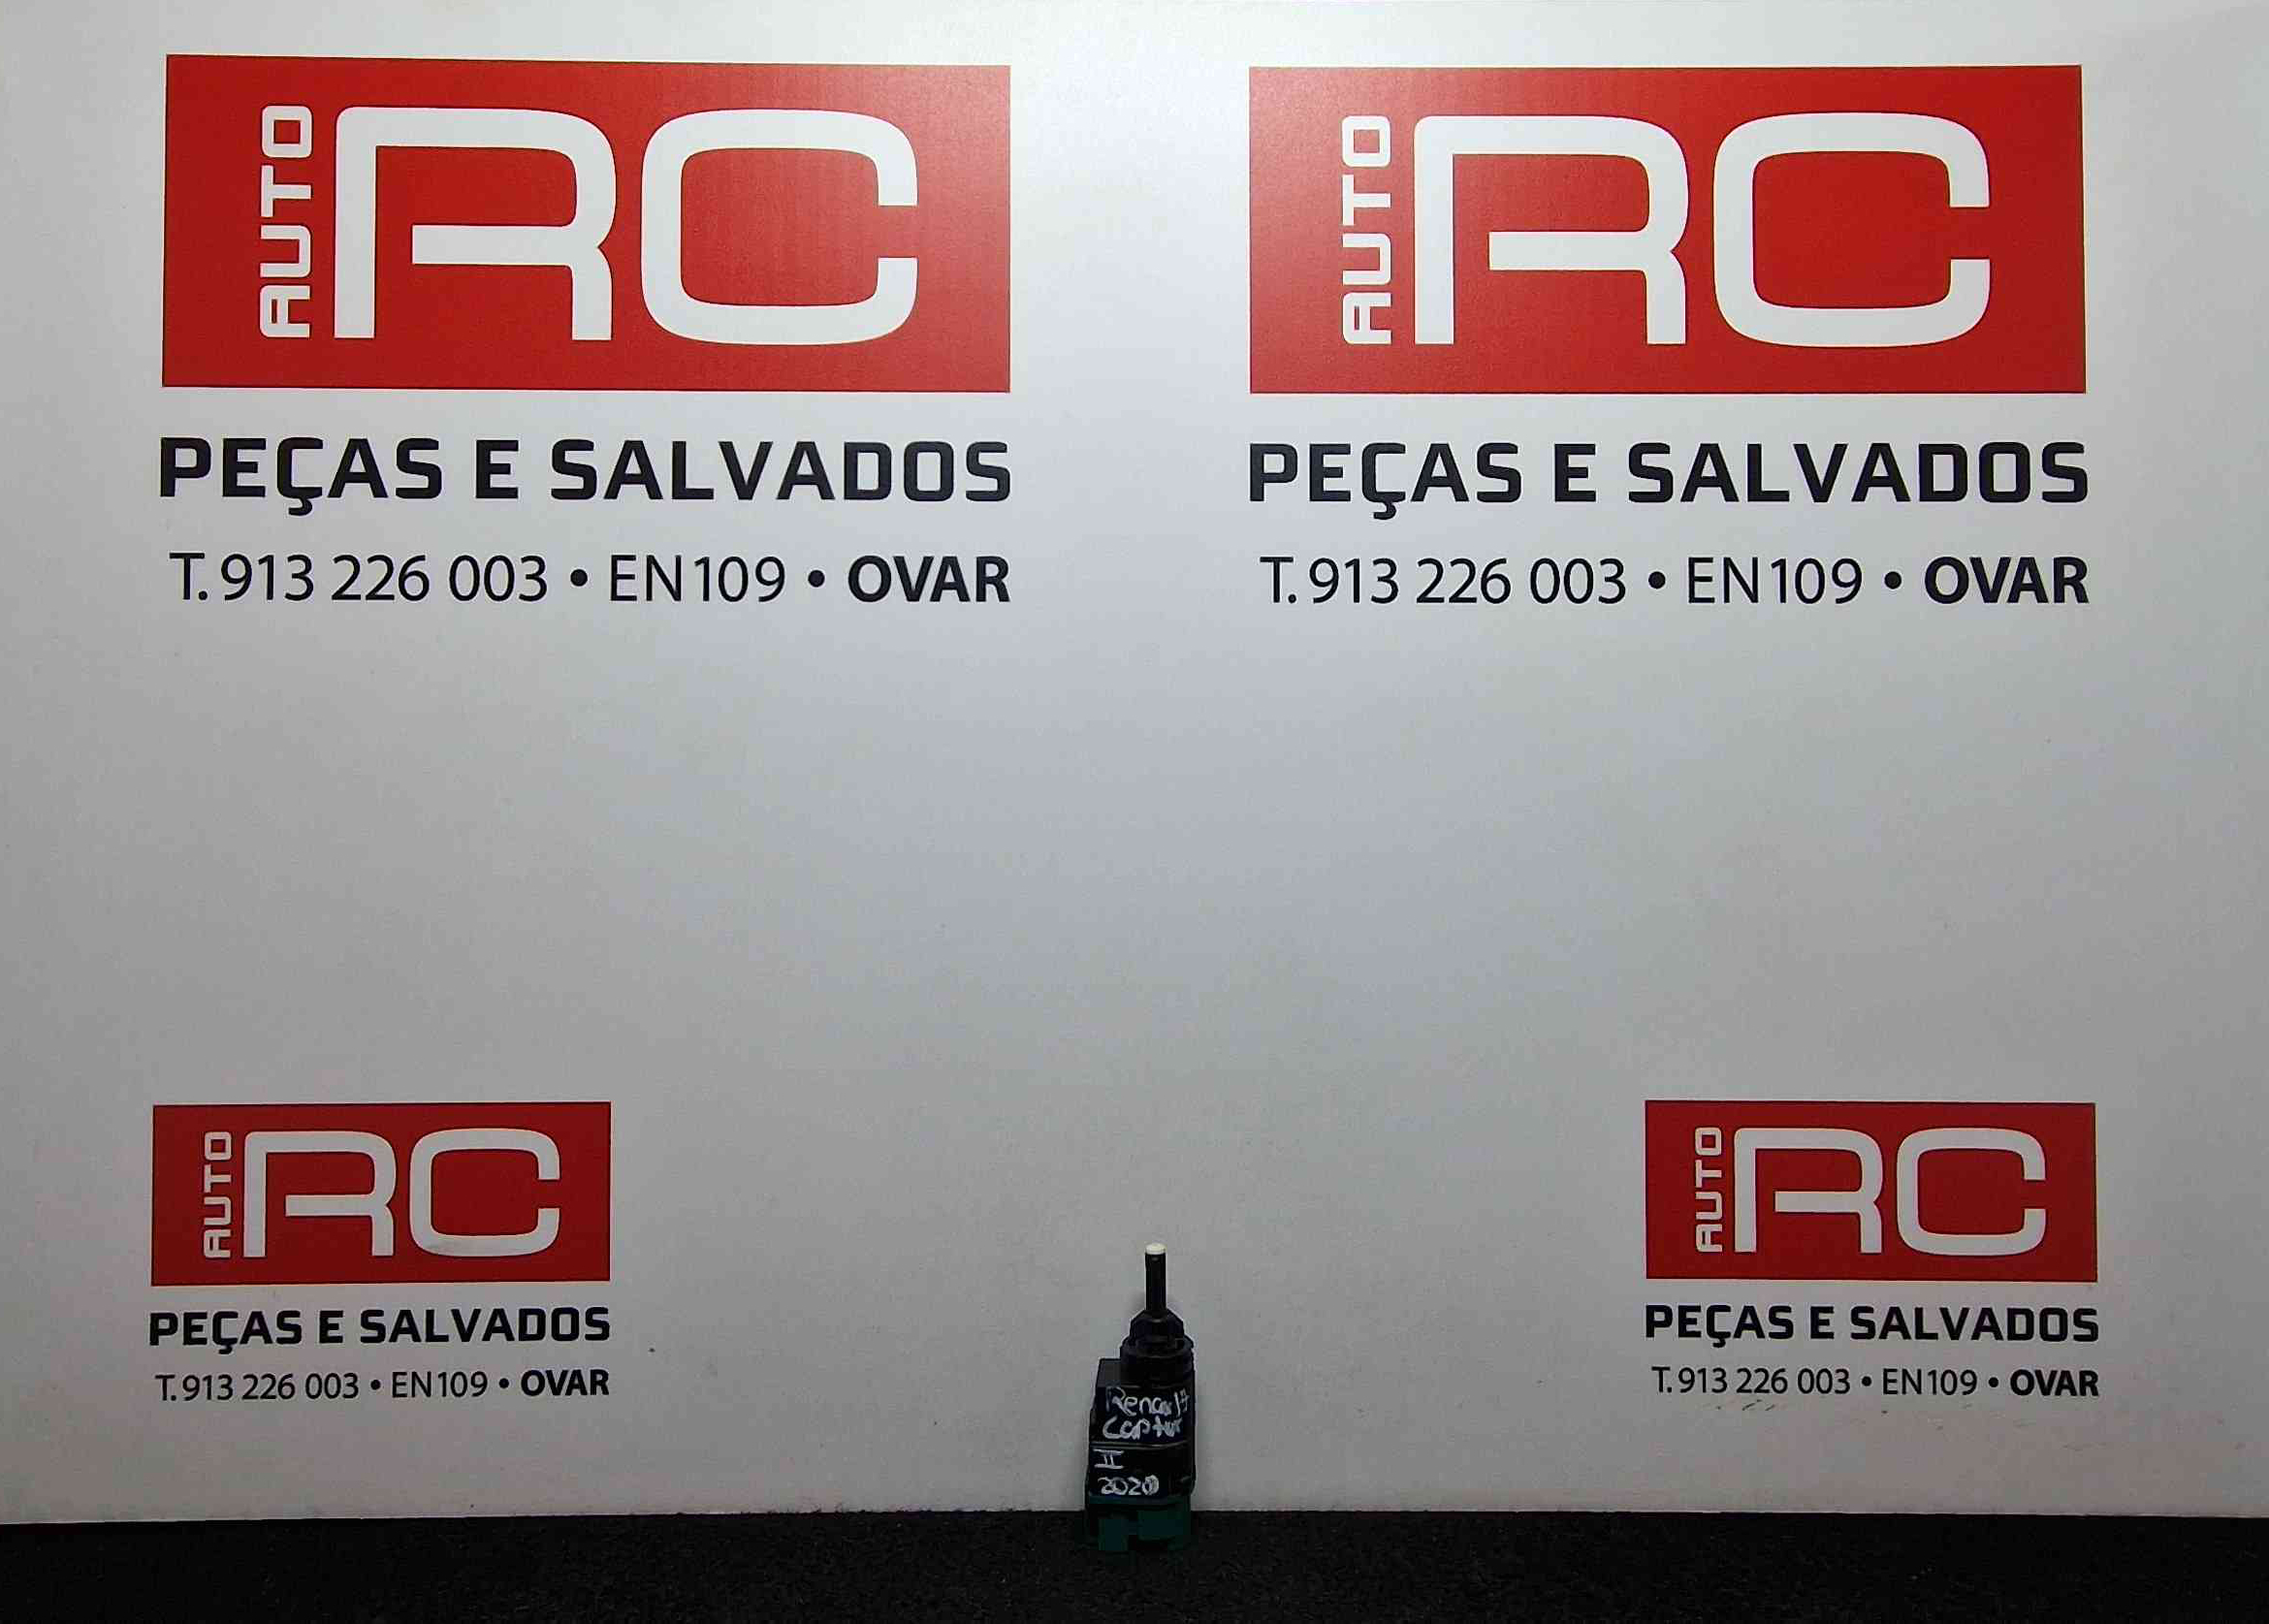 AUTO RC
PEÇAS E SALVADOS
T. 913 226 003 • EN109 • OVAR
AUTO RC
PEÇAS E SALVADOS
T. 913 226 003 • EN109 • OVAR
AUTO RC
PEÇAS E SALVADOS
T. 913 226 003 • EN109 • OVAR
Renault
Captur
II
2020
AUTO RC
PEÇAS E SALVADOS
T. 913 226 003 • EN109 • OVAR